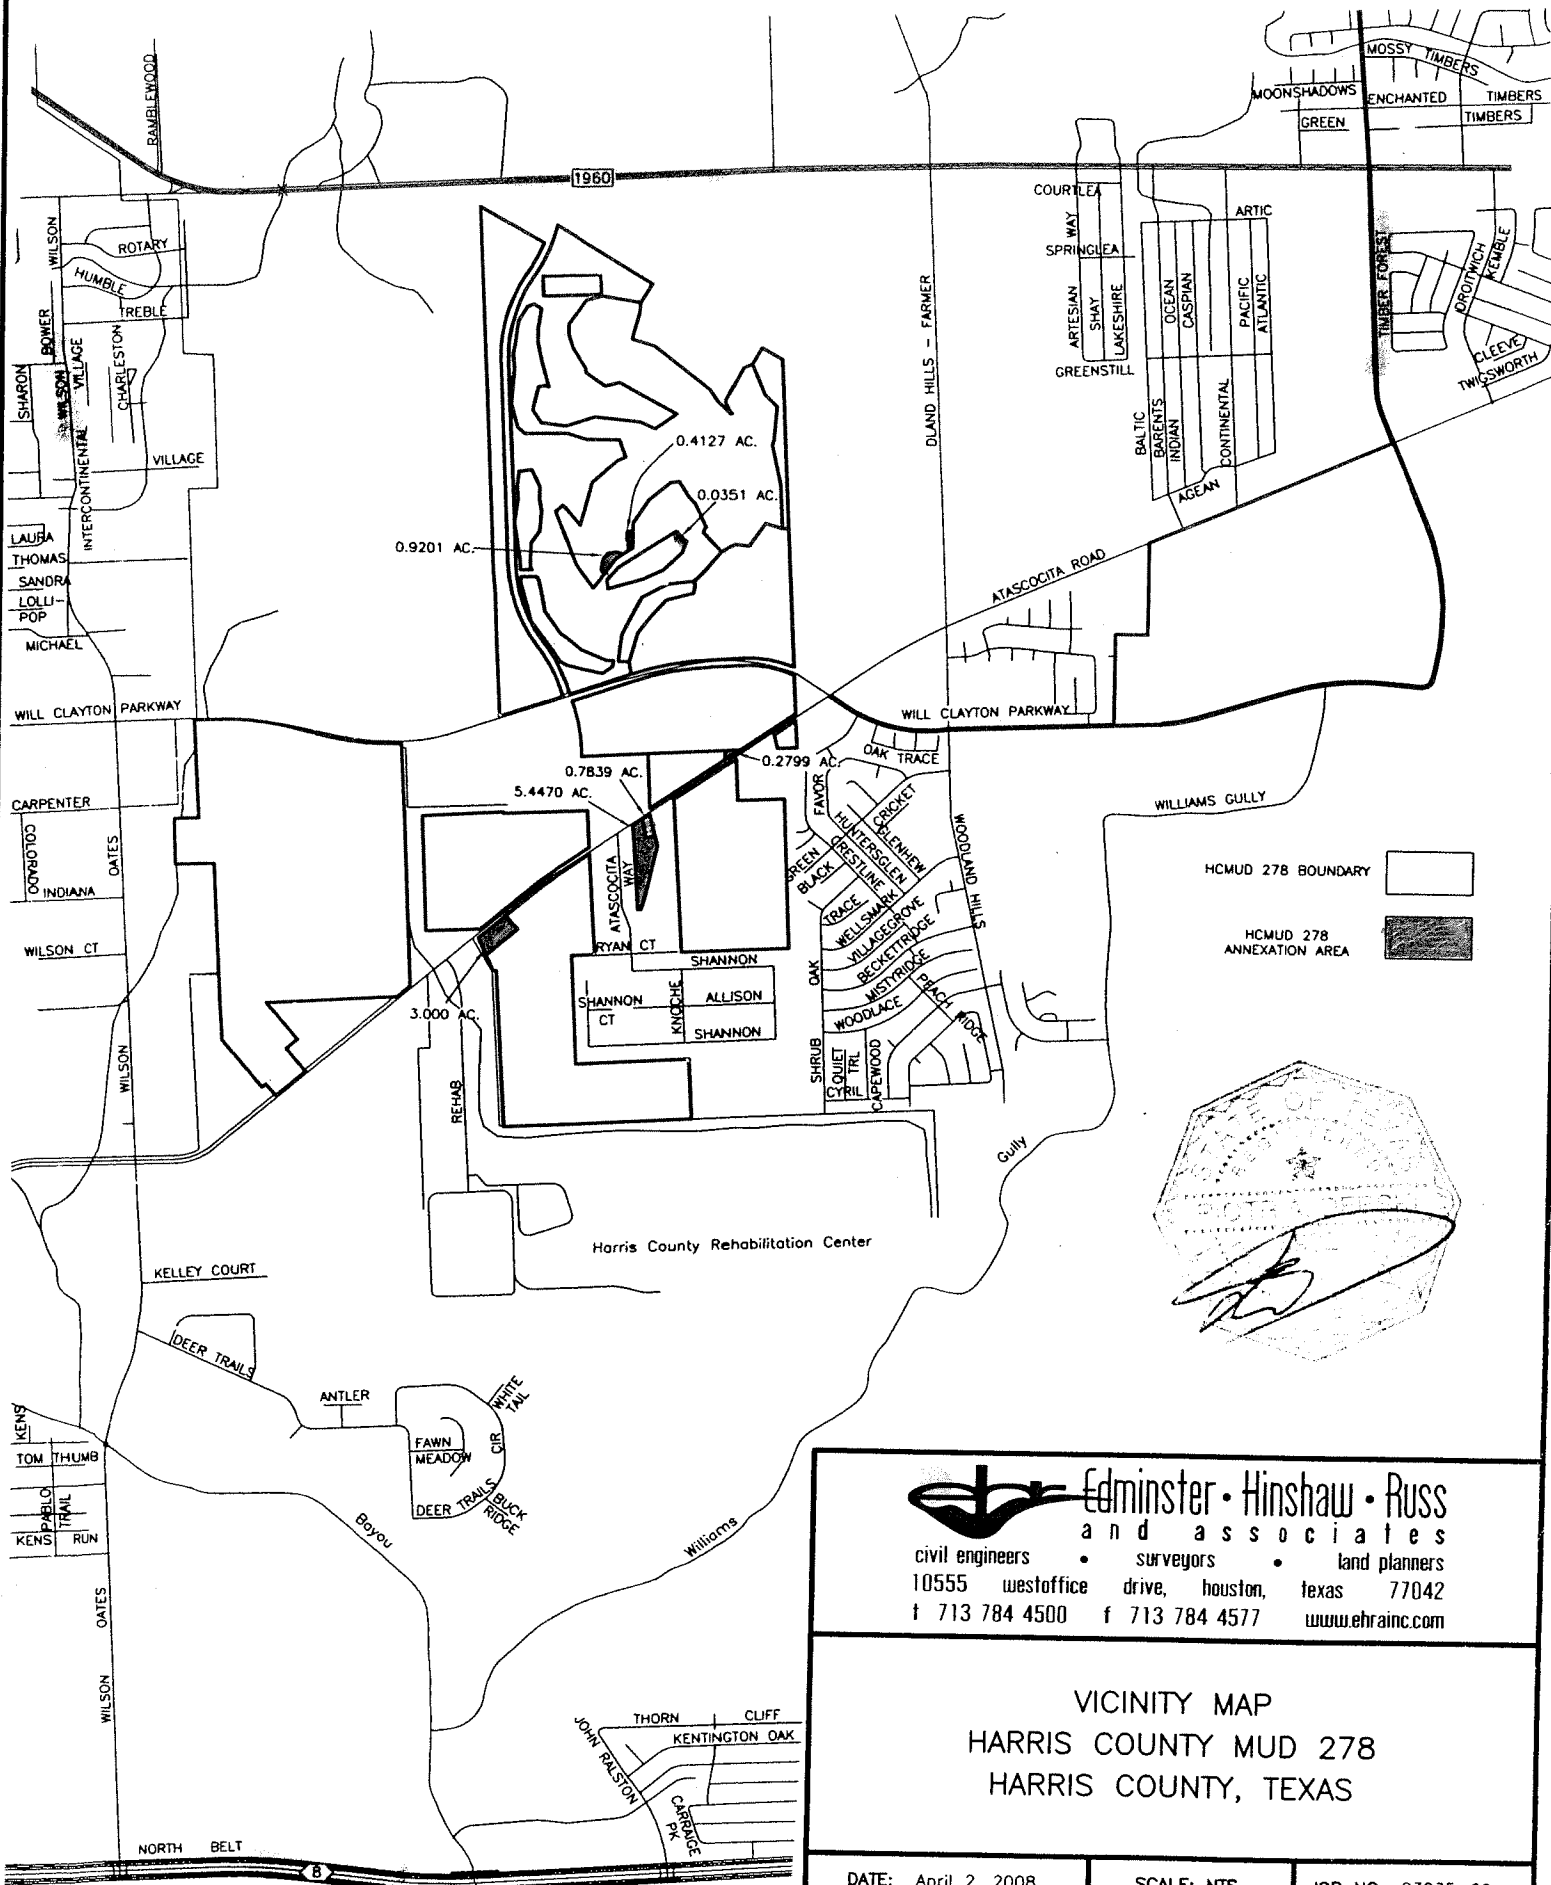 RAMBLEWOOD
1960
MOSSY TIMBERS
MOONSHADOWS
ENCHANTED TIMBERS
GREEN
TIMBERS
COURTLEA
ARTIC
SPRINGLEA
ARTESIAN WAY
SHAY
LAKESHIRE
GREENSTILL
OCEAN
CASPIAN
PACIFIC
ATLANTIC
BALTIC
BARENTS
INDIAN
CONTINENTAL
AGEAN
TIMBER FOREST
DROITWICH
KEMBLE
CLEEVE
TWIGSWORTH
DLAND HILLS - FARMER
WILSON
ROTARY
HUMBLE
TREBLE
BOWER
SHARON
WILSON
VILLAGE
CHARLESTON
INTERCONTINENTAL
VILLAGE
LAURA
THOMAS
SANDRA
LOLLI-
POP
MICHAEL
0.4127 AC.
0.0351 AC.
0.9201 AC.
ATASCOCITA ROAD
WILL CLAYTON PARKWAY
WILL CLAYTON PARKWAY
OAK TRACE
0.2799 AC.
0.7839 AC.
5.4470 AC.
3.000 AC.
CARPENTER
COLORADO
OATES
INDIANA
WILSON CT
WILSON
ATASCOCITA
WAY
RYAN CT
SHANNON
SHANNON
CT
KNOCHE
ALLISON
SHANNON
REHAB
FAVOR
CRICKET
GLENHEW
HUNTERSGLEN
CRESTLINE
GREEN
BLACK
TRACE
WELLSMARK
VILLAGEGROVE
BECKETTRIDGE
MISTYRIDGE
PEACH RIDGE
WOODLACE
OAK
SHRUB
QUIET
TRL
CYRIL
CAPEWOOD
WOODLAND HILLS
WILLIAMS GULLY
HCMUD 278 BOUNDARY
HCMUD 278
ANNEXATION AREA
Gully
Harris County Rehabilitation Center
KELLEY COURT
DEER TRAILS
ANTLER
WHITE
TAIL
FAWN
MEADOW
CIR
DEER TRAILS
BUCK
RIDGE
KENS
TOM THUMB
PABLO
TRAIL
KENS RUN
OATES
WILSON
Bayou
Williams
JOHN RALSTON
THORN CLIFF
KENTINGTON OAK
CARRAIGE
PK
NORTH BELT
8
Edminster • Hinshaw • Russ
and associates
civil engineers • surveyors • land planners
10555 westoffice drive, houston, texas 77042
t 713 784 4500 f 713 784 4577 www.ehrainc.com
VICINITY MAP
HARRIS COUNTY MUD 278
HARRIS COUNTY, TEXAS
DATE: April 2, 2008
SCALE: NTS